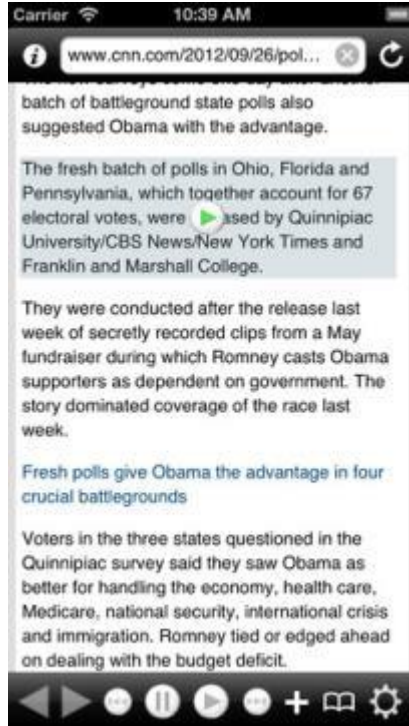 Carrier 10:39 AM
www.cnn.com/2012/09/26/pol...
batch of battleground state polls also
suggested Obama with the advantage.
The fresh batch of polls in Ohio, Florida and
Pennsylvania, which together account for 67
electoral votes, were ased by Quinnipiac
University/CBS News/New York Times and
Franklin and Marshall College.
They were conducted after the release last
week of secretly recorded clips from a May
fundraiser during which Romney casts Obama
supporters as dependent on government. The
story dominated coverage of the race last
week.
Fresh polls give Obama the advantage in four
crucial battlegrounds
Voters in the three states questioned in the
Quinnipiac survey said they saw Obama as
better for handling the economy, health care,
Medicare, national security, international crisis
and immigration. Romney tied or edged ahead
on dealing with the budget deficit.